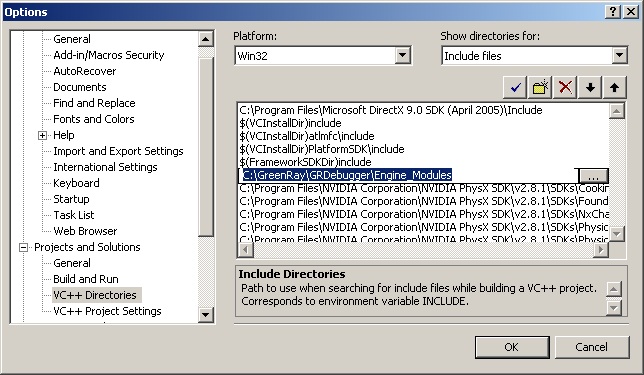 Options
General
Add-in/Macros Security
AutoRecover
Documents
Find and Replace
Fonts and Colors
Help
Import and Export Settings
International Settings
Keyboard
Startup
Task List
Web Browser
Projects and Solutions
General
Build and Run
VC++ Directories
VC++ Project Settings
Platform:
Win32
Show directories for:
Include files
C:\Program Files\Microsoft DirectX 9.0 SDK (April 2005)\Include
$(VCInstallDir)include
$(VCInstallDir)atlmfc\include
$(VCInstallDir)PlatformSDK\include
$(FrameworkSDKDir)include
C:\GreenRay\GRDebugger\Engine_Modules
...
C:\Program Files\NVIDIA Corporation\NVIDIA PhysX SDK\v2.8.1\SDKs\Cookin
C:\Program Files\NVIDIA Corporation\NVIDIA PhysX SDK\v2.8.1\SDKs\Found
C:\Program Files\NVIDIA Corporation\NVIDIA PhysX SDK\v2.8.1\SDKs\NxCha
C:\Program Files\NVIDIA Corporation\NVIDIA PhysX SDK\v2.8.1\SDKs\Physic
C:\Program Files\NVIDIA Corporation\NVIDIA PhysX SDK\v2.8.1\SDKs\Physic
Include Directories
Path to use when searching for include files while building a VC++ project.
Corresponds to environment variable INCLUDE.
OK
Cancel